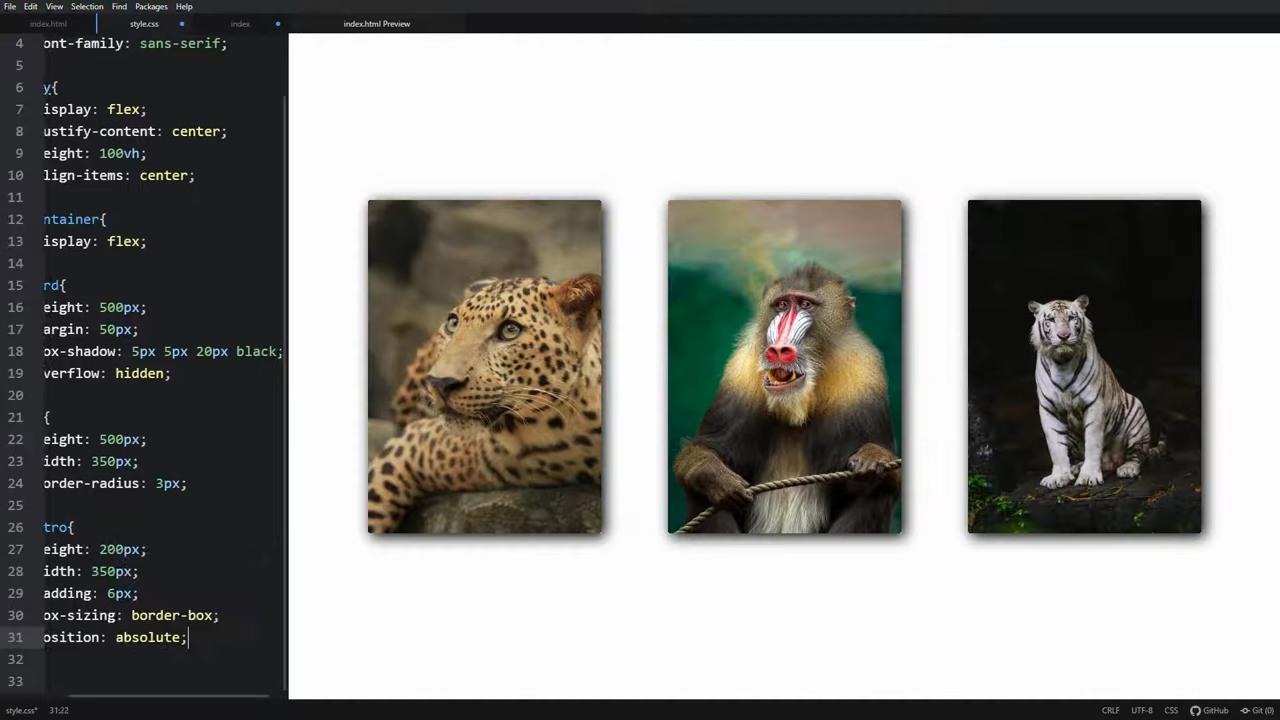 File Edit View Selection Find Packages Help
index.html style.css index index.html Preview
4 ont-family: sans-serif;
5
6 y{
7 isplay: flex;
8 ustify-content: center;
9 eight: 100vh;
10 lign-items: center;
11
12 ntainer{
13 isplay: flex;
14
15 rd{
16 eight: 500px;
17 argin: 50px;
18 ox-shadow: 5px 5px 20px black;
19 verflow: hidden;
20
21 {
22 eight: 500px;
23 idth: 350px;
24 order-radius: 3px;
25
26 tro{
27 eight: 200px;
28 idth: 350px;
29 adding: 6px;
30 ox-sizing: border-box;
31 osition: absolute;
32
33
style.css* 31:22 CRLF UTF-8 CSS GitHub Git (0)